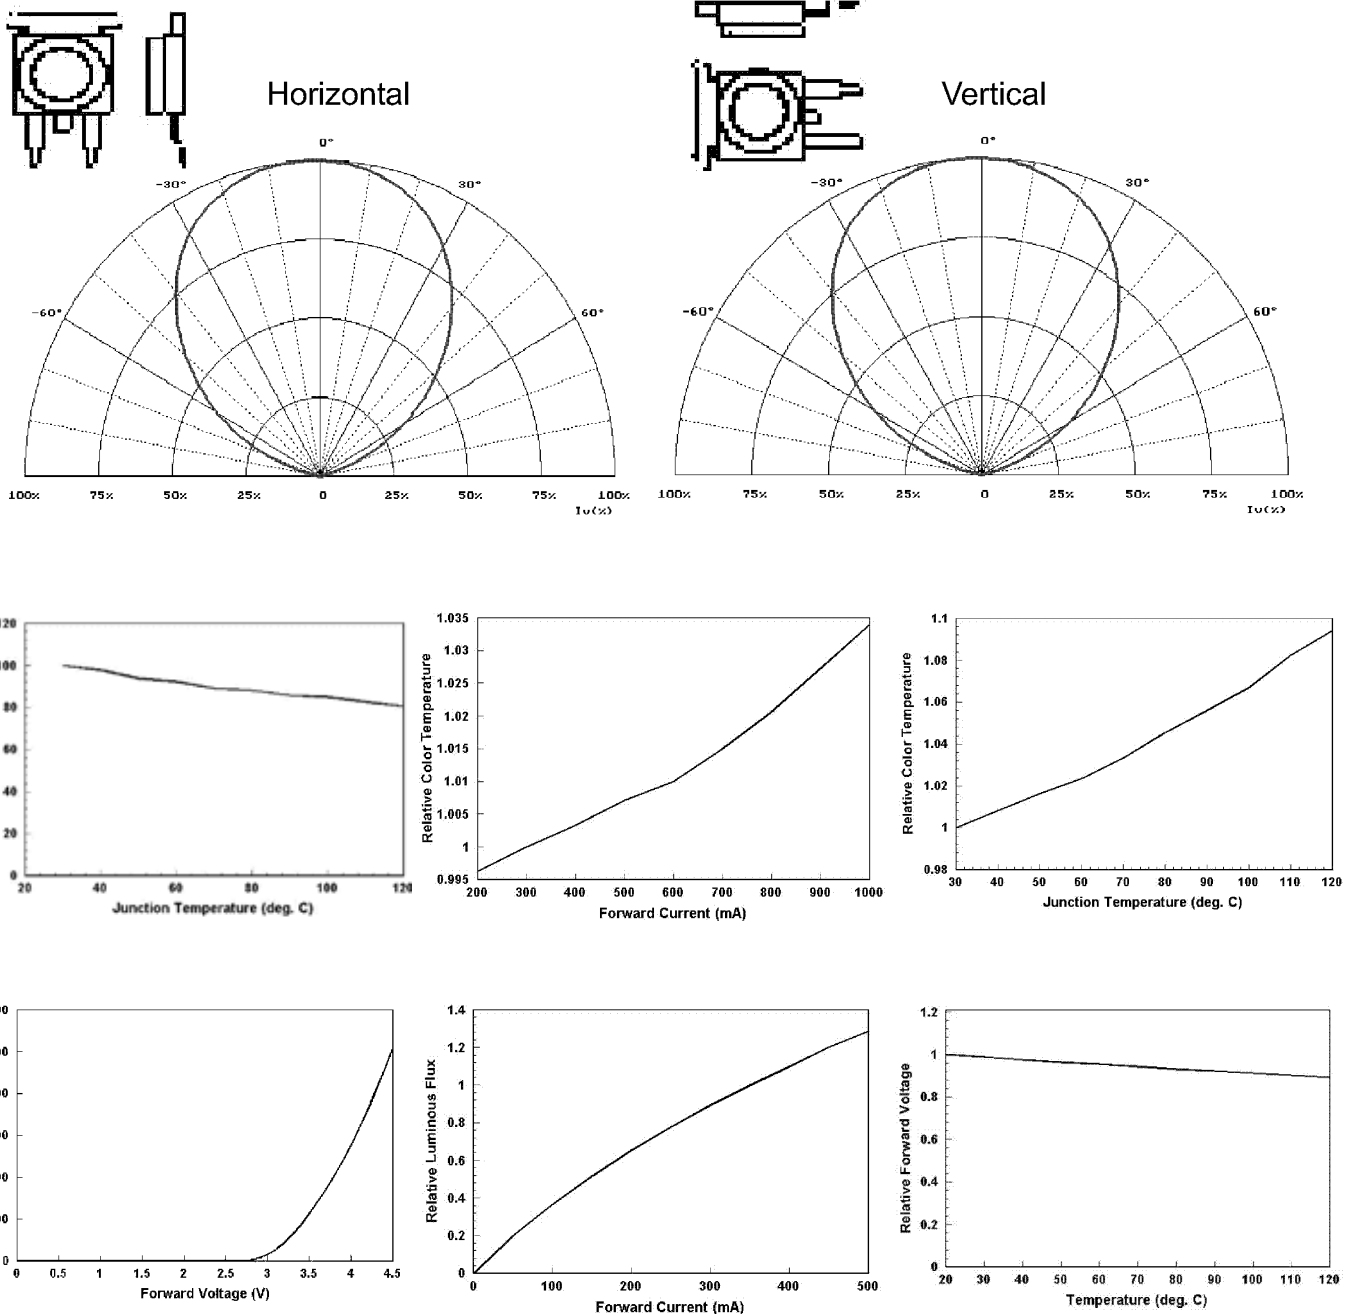 Horizontal
Vertical
0°
0°
-30°
30°
-30°
30°
-60°
60°
-60°
60°
100% 75% 50% 25% 0 25% 50% 75% 100%
Iv(%)
100% 75% 50% 25% 0 25% 50% 75% 100%
Iv(%)
120
100
80
60
40
20
0
20 40 60 80 100 120
Junction Temperature (deg. C)
Relative Color Temperature
1.035
1.03
1.025
1.02
1.015
1.01
1.005
1
0.995
200 300 400 500 600 700 800 900 1000
Forward Current (mA)
Relative Color Temperature
1.1
1.08
1.06
1.04
1.02
1
0.98
30 40 50 60 70 80 90 100 110 120
Junction Temperature (deg. C)
0
0 0.5 1 1.5 2 2.5 3 3.5 4 4.5
Forward Voltage (V)
Relative Luminous Flux
1.4
1.2
1
0.8
0.6
0.4
0.2
0
0 100 200 300 400 500
Forward Current (mA)
Relative Forward Voltage
1.2
1
0.8
0.6
0.4
0.2
0
20 30 40 50 60 70 80 90 100 110 120
Temperature (deg. C)